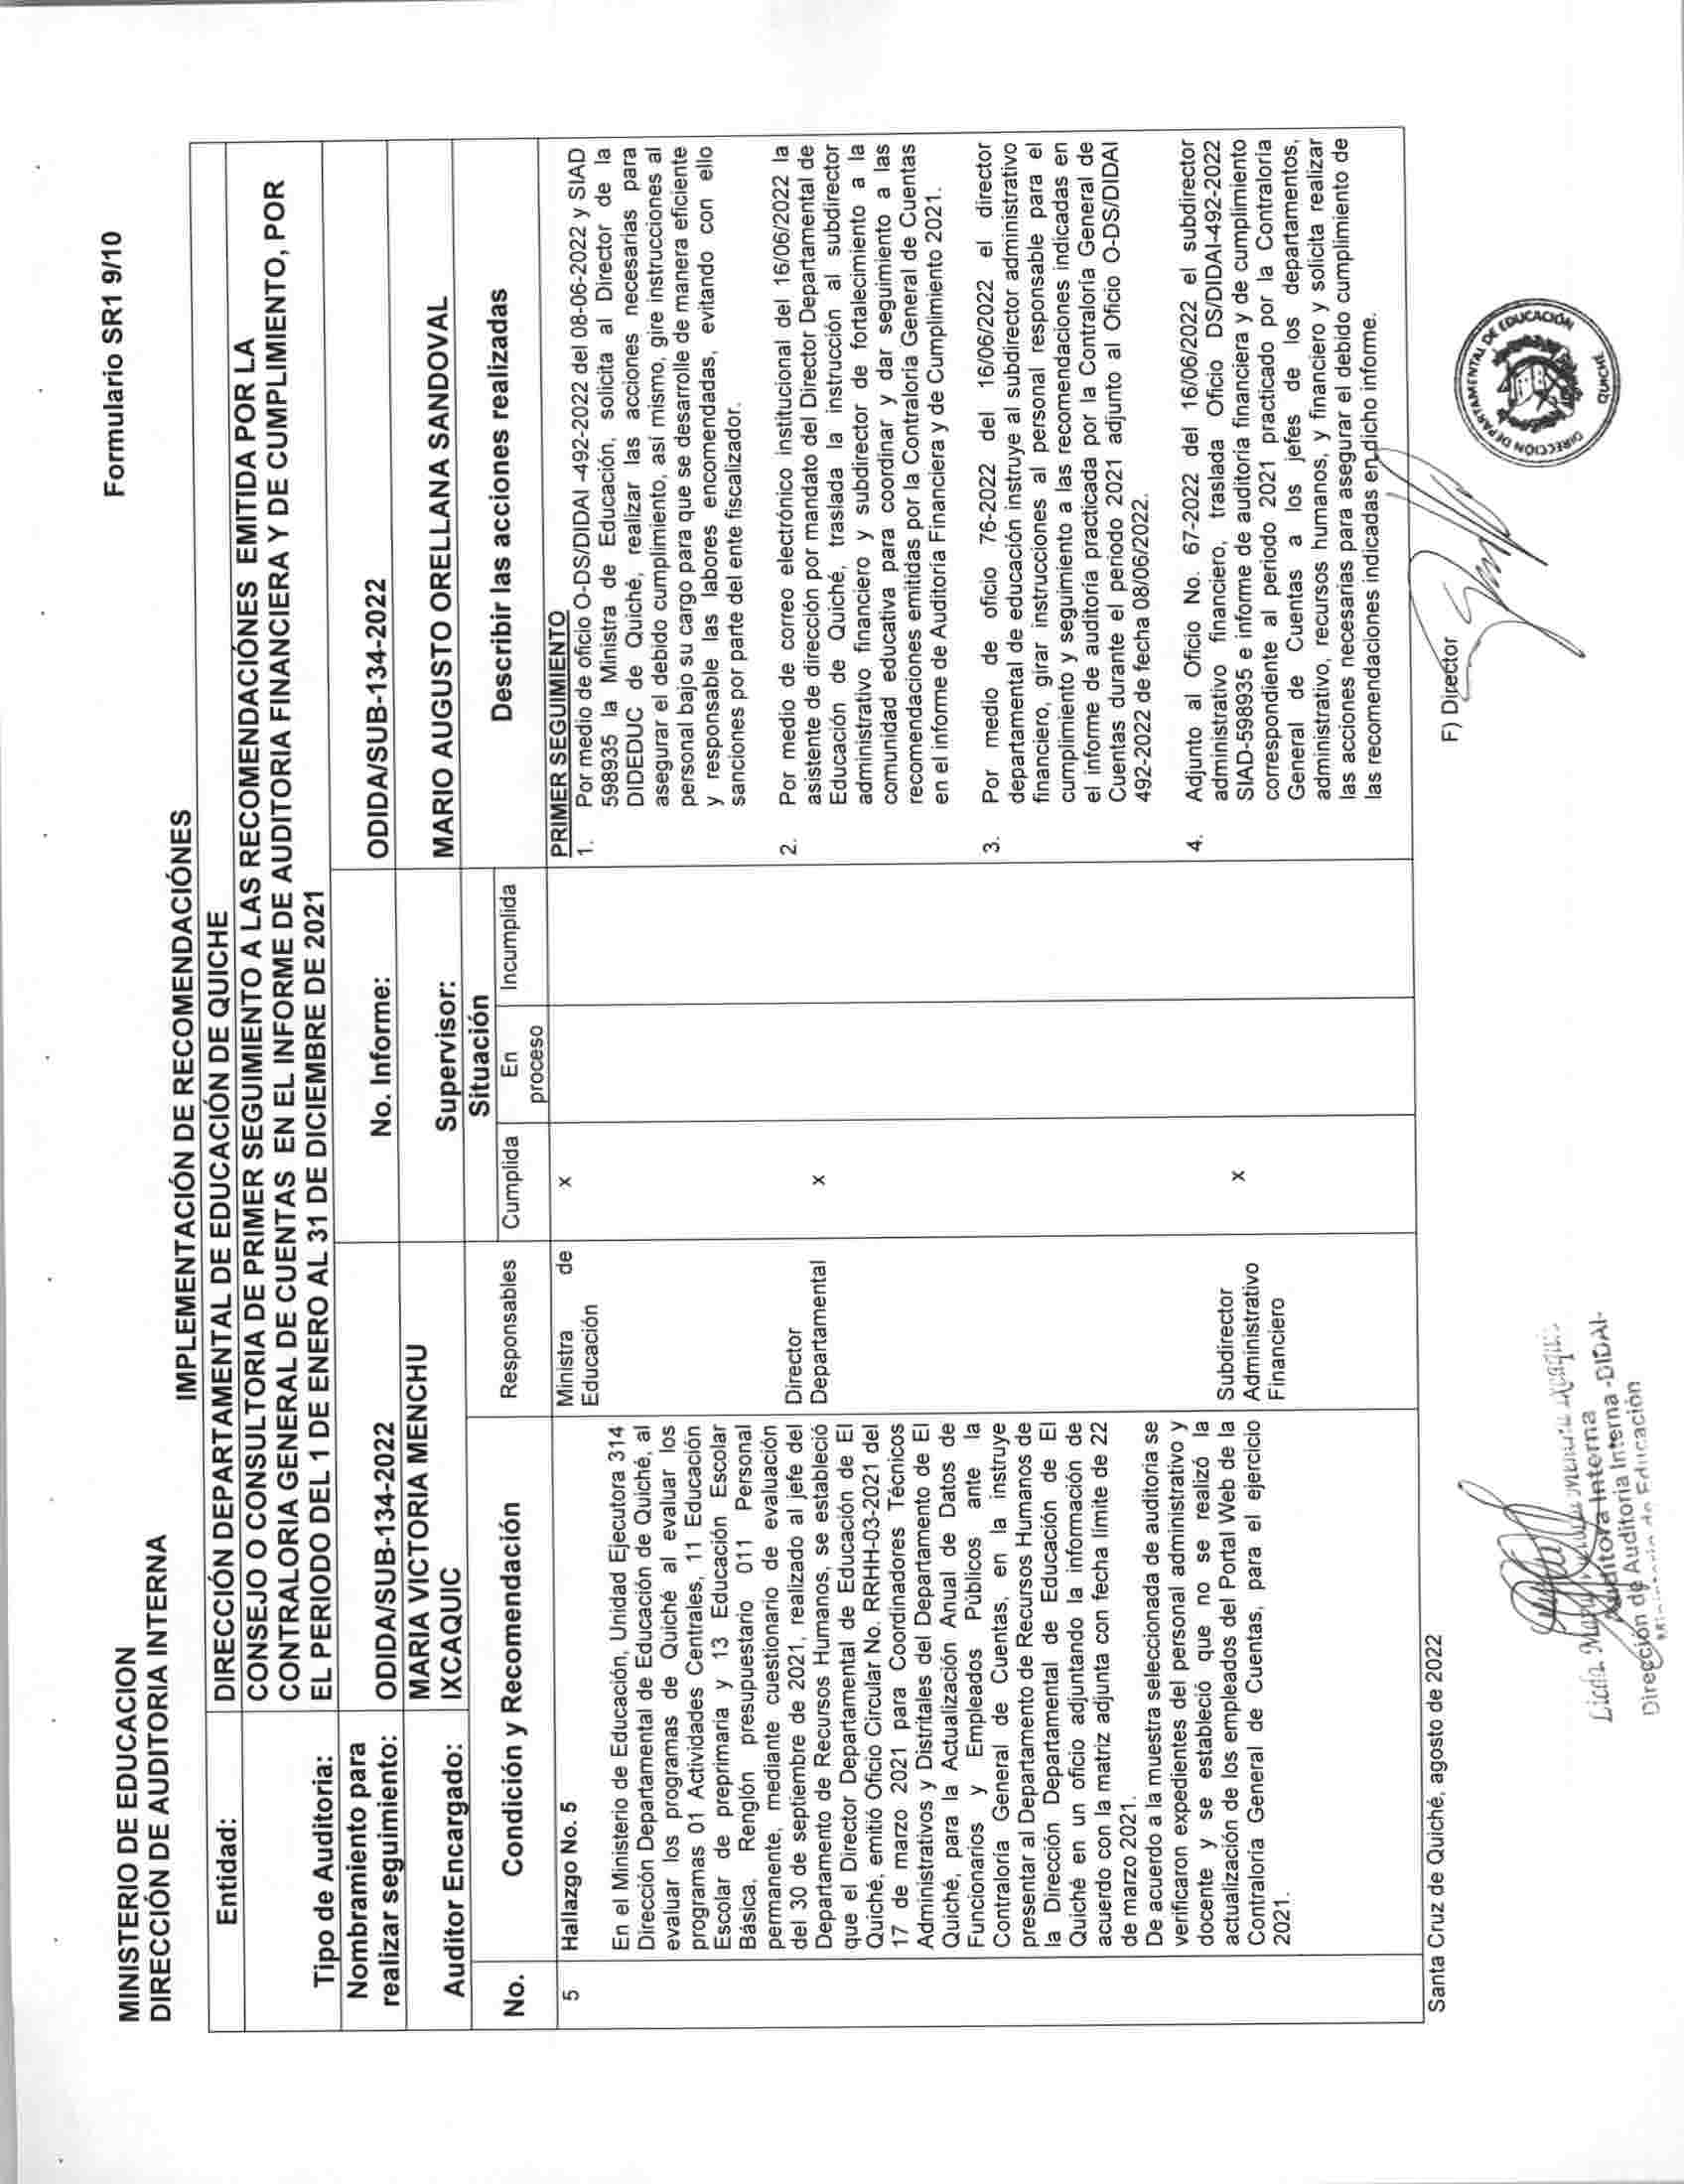 Formulario SR1 9/10
MINISTERIO DE EDUCACION
DIRECCIÓN DE AUDITORIA INTERNA
IMPLEMENTACIÓN DE RECOMENDACIÓNES
Entidad:
DIRECCIÓN DEPARTAMENTAL DE EDUCACIÓN DE QUICHE
Tipo de Auditoria:
CONSEJO O CONSULTORIA DE PRIMER SEGUIMIENTO A LAS RECOMENDACIÓNES EMITIDA POR LA
CONTRALORIA GENERAL DE CUENTAS EN EL INFORME DE AUDITORIA FINANCIERA Y DE CUMPLIMIENTO, POR
EL PERIODO DEL 1 DE ENERO AL 31 DE DICIEMBRE DE 2021
Nombramiento para
realizar seguimiento:
ODIDA/SUB-134-2022
No. Informe:
ODIDA/SUB-134-2022
Auditor Encargado:
MARIA VICTORIA MENCHU
IXCAQUIC
Supervisor:
MARIO AUGUSTO ORELLANA SANDOVAL
No.
Condición y Recomendación
Responsables
Situación
Cumplida
En
proceso
Incumplida
Describir las acciones realizadas
5
Hallazgo No. 5
En el Ministerio de Educación, Unidad Ejecutora 314
Dirección Departamental de Educación de Quiché, al
evaluar los programas de Quiché al evaluar los
programas 01 Actividades Centrales, 11 Educación
Escolar de preprimaria y 13 Educación Escolar
Básica, Renglón presupuestario 011 Personal
permanente, mediante cuestionario de evaluación
del 30 de septiembre de 2021, realizado al jefe del
Departamento de Recursos Humanos, se estableció
que el Director Departamental de Educación de El
Quiché, emitió Oficio Circular No. RRHH-03-2021 del
17 de marzo 2021 para Coordinadores Técnicos
Administrativos y Distritales del Departamento de El
Quiché, para la Actualización Anual de Datos de
Funcionarios y Empleados Públicos ante la
Contraloría General de Cuentas, en la instruye
presentar al Departamento de Recursos Humanos de
la Dirección Departamental de Educación de El
Quiché en un oficio adjuntando la información de
acuerdo con la matriz adjunta con fecha límite de 22
de marzo 2021.
De acuerdo a la muestra seleccionada de auditoria se
verificaron expedientes del personal administrativo y
docente y se estableció que no se realizó la
actualización de los empleados del Portal Web de la
Contraloría General de Cuentas, para el ejercicio
2021.
Ministra de
Educación
x
Director
Departamental
x
Subdirector
Administrativo
Financiero
x
PRIMER SEGUIMIENTO
1. Por medio de oficio O-DS/DIDAI -492-2022 del 08-06-2022 y SIAD
598935 la Ministra de Educación, solicita al Director de la
DIDEDUC de Quiché, realizar las acciones necesarias para
asegurar el debido cumplimiento, así mismo, gire instrucciones al
personal bajo su cargo para que se desarrolle de manera eficiente
y responsable las labores encomendadas, evitando con ello
sanciones por parte del ente fiscalizador.
2. Por medio de correo electrónico institucional del 16/06/2022 la
asistente de dirección por mandato del Director Departamental de
Educación de Quiché, traslada la instrucción al subdirector
administrativo financiero y subdirector de fortalecimiento a la
comunidad educativa para coordinar y dar seguimiento a las
recomendaciones emitidas por la Contraloría General de Cuentas
en el informe de Auditoría Financiera y de Cumplimiento 2021.
3. Por medio de oficio 76-2022 del 16/06/2022 el director
departamental de educación instruye al subdirector administrativo
financiero, girar instrucciones al personal responsable para el
cumplimiento y seguimiento a las recomendaciones indicadas en
el informe de auditoría practicada por la Contraloría General de
Cuentas durante el periodo 2021 adjunto al Oficio O-DS/DIDAI
492-2022 de fecha 08/06/2022.
4. Adjunto al Oficio No. 67-2022 del 16/06/2022 el subdirector
administrativo financiero, traslada Oficio DS/DIDAI-492-2022
SIAD-598935 e informe de auditoría financiera y de cumplimiento
correspondiente al periodo 2021 practicado por la Contraloría
General de Cuentas a los jefes de los departamentos,
administrativo, recursos humanos, y financiero y solicita realizar
las acciones necesarias para asegurar el debido cumplimiento de
las recomendaciones indicadas en dicho informe.
Santa Cruz de Quiché, agosto de 2022
F) Director
DIRECCIÓN DEPARTAMENTAL DE EDUCACIÓN
QUICHÉ
Licda.
Auditora Interna
Dirección de Auditoria Interna -DIDAI-
Ministerio de Educación